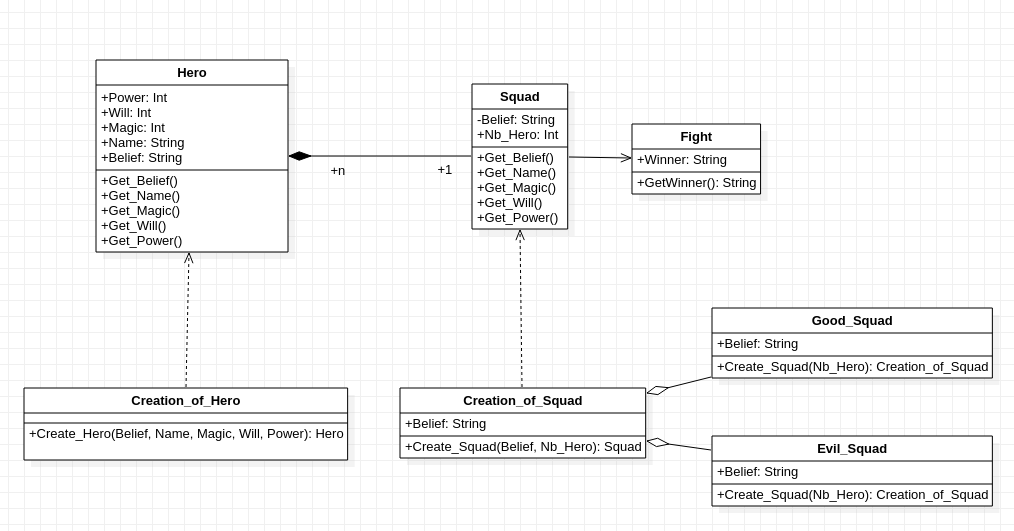 Hero
+Power: Int
+Will: Int
+Magic: Int
+Name: String
+Belief: String
+Get_Belief()
+Get_Name()
+Get_Magic()
+Get_Will()
+Get_Power()
+n
+1
Squad
-Belief: String
+Nb_Hero: Int
+Get_Belief()
+Get_Name()
+Get_Magic()
+Get_Will()
+Get_Power()
Fight
+Winner: String
+GetWinner(): String
Creation_of_Hero
+Create_Hero(Belief, Name, Magic, Will, Power): Hero
Creation_of_Squad
+Belief: String
+Create_Squad(Belief, Nb_Hero): Squad
Good_Squad
+Belief: String
+Create_Squad(Nb_Hero): Creation_of_Squad
Evil_Squad
+Belief: String
+Create_Squad(Nb_Hero): Creation_of_Squad